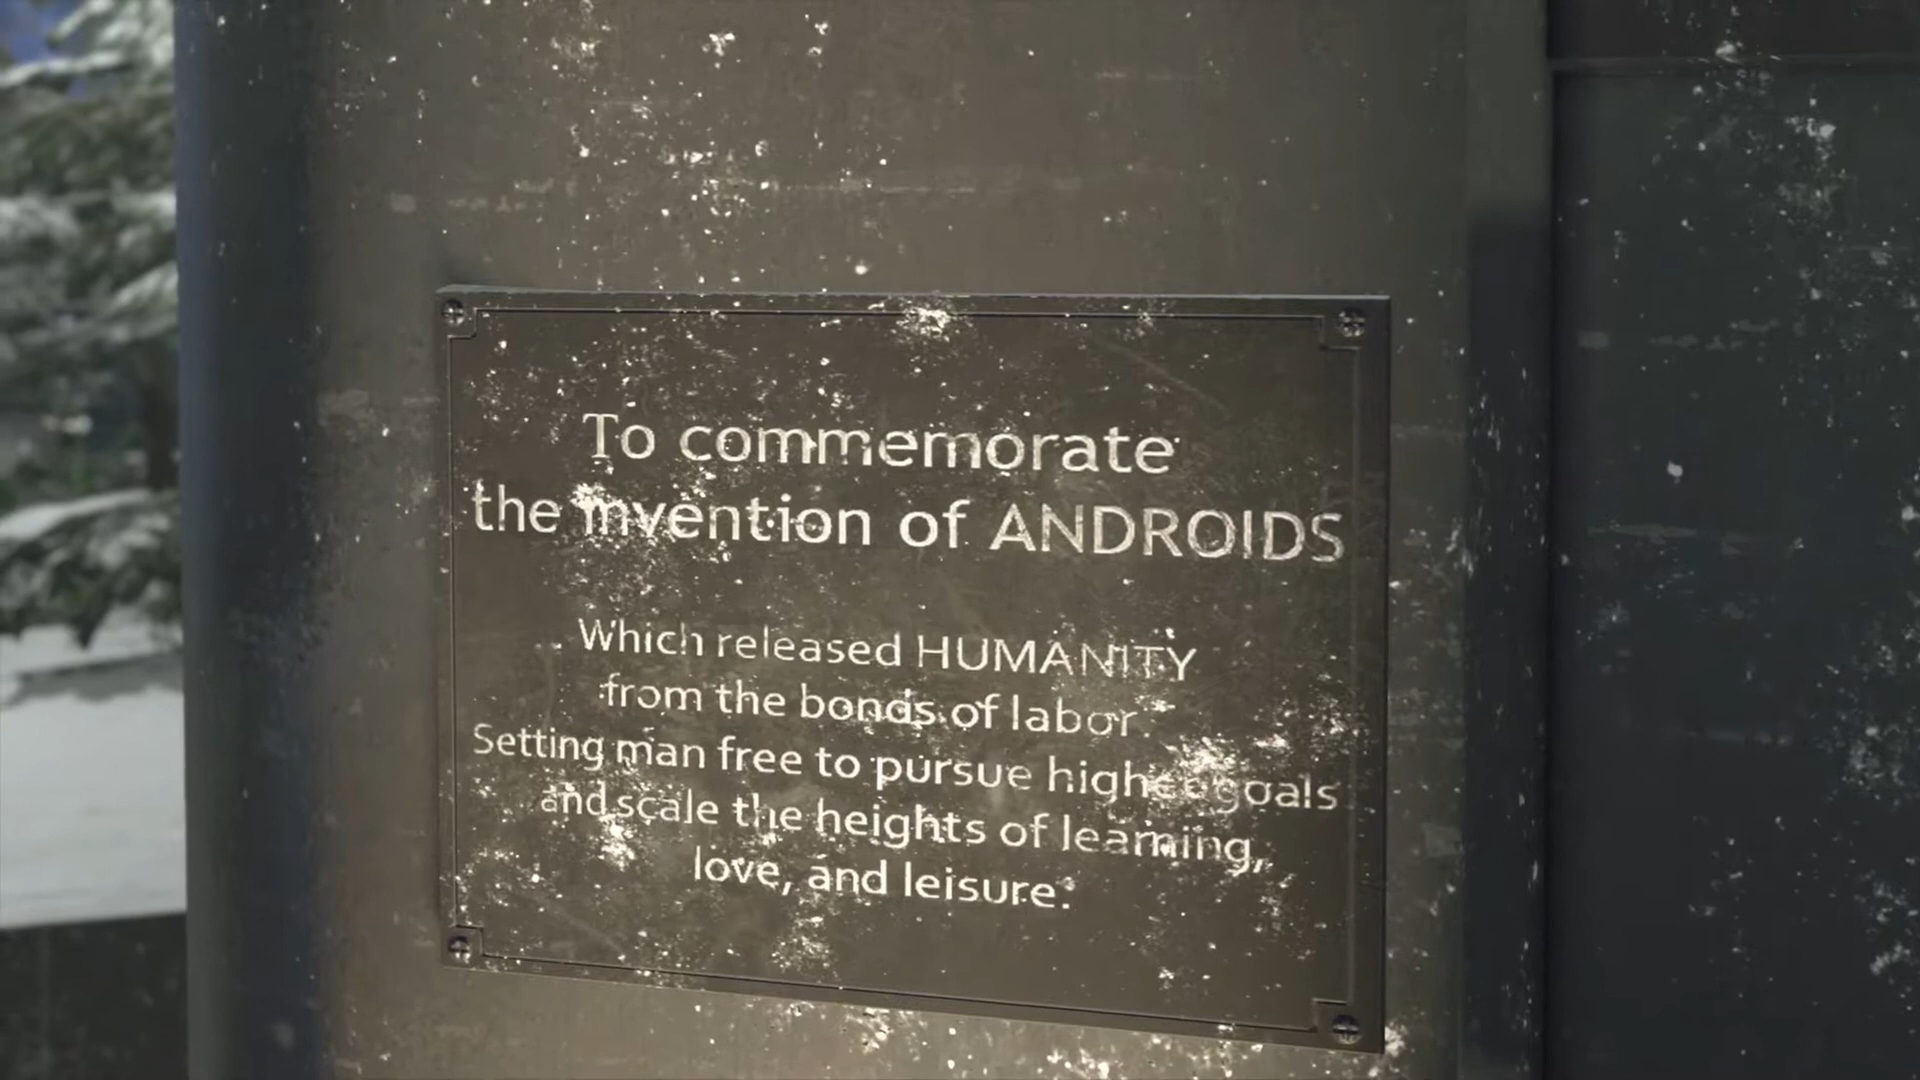 To commemorate
the invention of ANDROIDS
Which released HUMANITY
from the bonds of labor.
Setting man free to pursue higher goals
and scale the heights of learning,
love, and leisure.